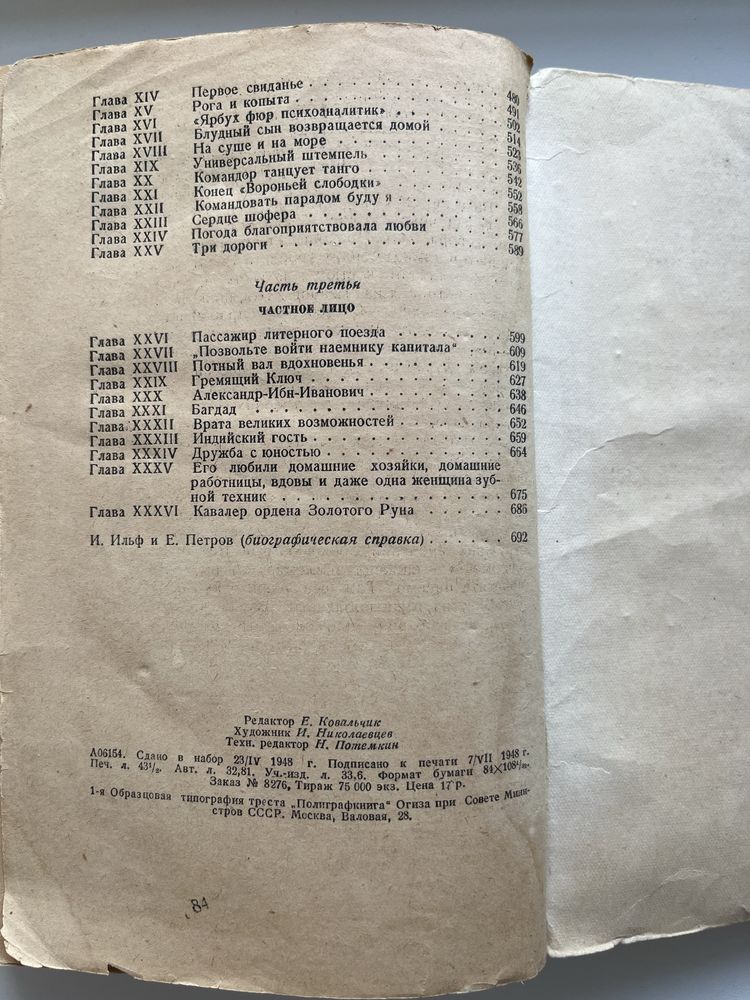 Глава XIV Первое свиданье 480
Глава XV Рога и копыта 491
Глава XVI «Ярбух фюр психоаналитик» 502
Глава XVII Блудный сын возвращается домой 514
Глава XVIII На суше и на море 523
Глава XIX Универсальный штемпель 536
Глава XX Командор танцует танго 542
Глава XXI Конец «Вороньей слободки» 552
Глава XXII Командовать парадом буду я 558
Глава XXIII Сердце шофера 566
Глава XXIV Погода благоприятствовала любви 577
Глава XXV Три дороги 589
Часть третья
ЧАСТНОЕ ЛИЦО
Глава XXVI Пассажир литерного поезда 599
Глава XXVII „Позвольте войти наемнику капитала“ 609
Глава XXVIII Потный вал вдохновенья 619
Глава XXIX Гремящий Ключ 627
Глава XXX Александр-Ибн-Иванович 638
Глава XXXI Багдад 646
Глава XXXII Врата великих возможностей 652
Глава XXXIII Индийский гость 659
Глава XXXIV Дружба с юностью 664
Глава XXXV Его любили домашние хозяйки, домашние
работницы, вдовы и даже одна женщина зуб-
ной техник 675
Глава XXXVI Кавалер ордена Золотого Руна 686
И. Ильф и Е. Петров (биографическая справка) 692
Редактор Е. Ковальчик
Художник И. Николаевцев
Техн. редактор Н. Потемкин
А06154. Сдано в набор 23/IV 1948 г. Подписано к печати 7/VII 1948 г.
Печ. л. 43½. Авт. л. 32,81. Уч.-изд. л. 33,6. Формат бумаги 84×108¹/₃₂.
Заказ № 8276, Тираж 75 000 экз. Цена 17 р.
1-я Образцовая типография треста „Полиграфкнига“ Огиза при Совете Мини-
стров СССР. Москва, Валовая, 28.
84